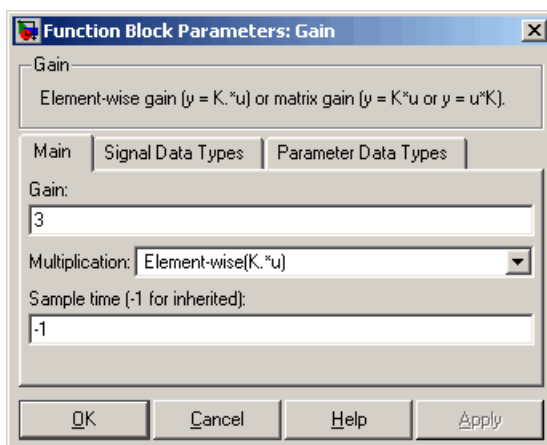 Function Block Parameters: Gain
Gain
Element-wise gain (y = K.*u) or matrix gain (y = K*u or y = u*K).
Main Signal Data Types Parameter Data Types
Gain:
3
Multiplication: Element-wise(K.*u)
Sample time (-1 for inherited):
-1
OK Cancel Help Apply